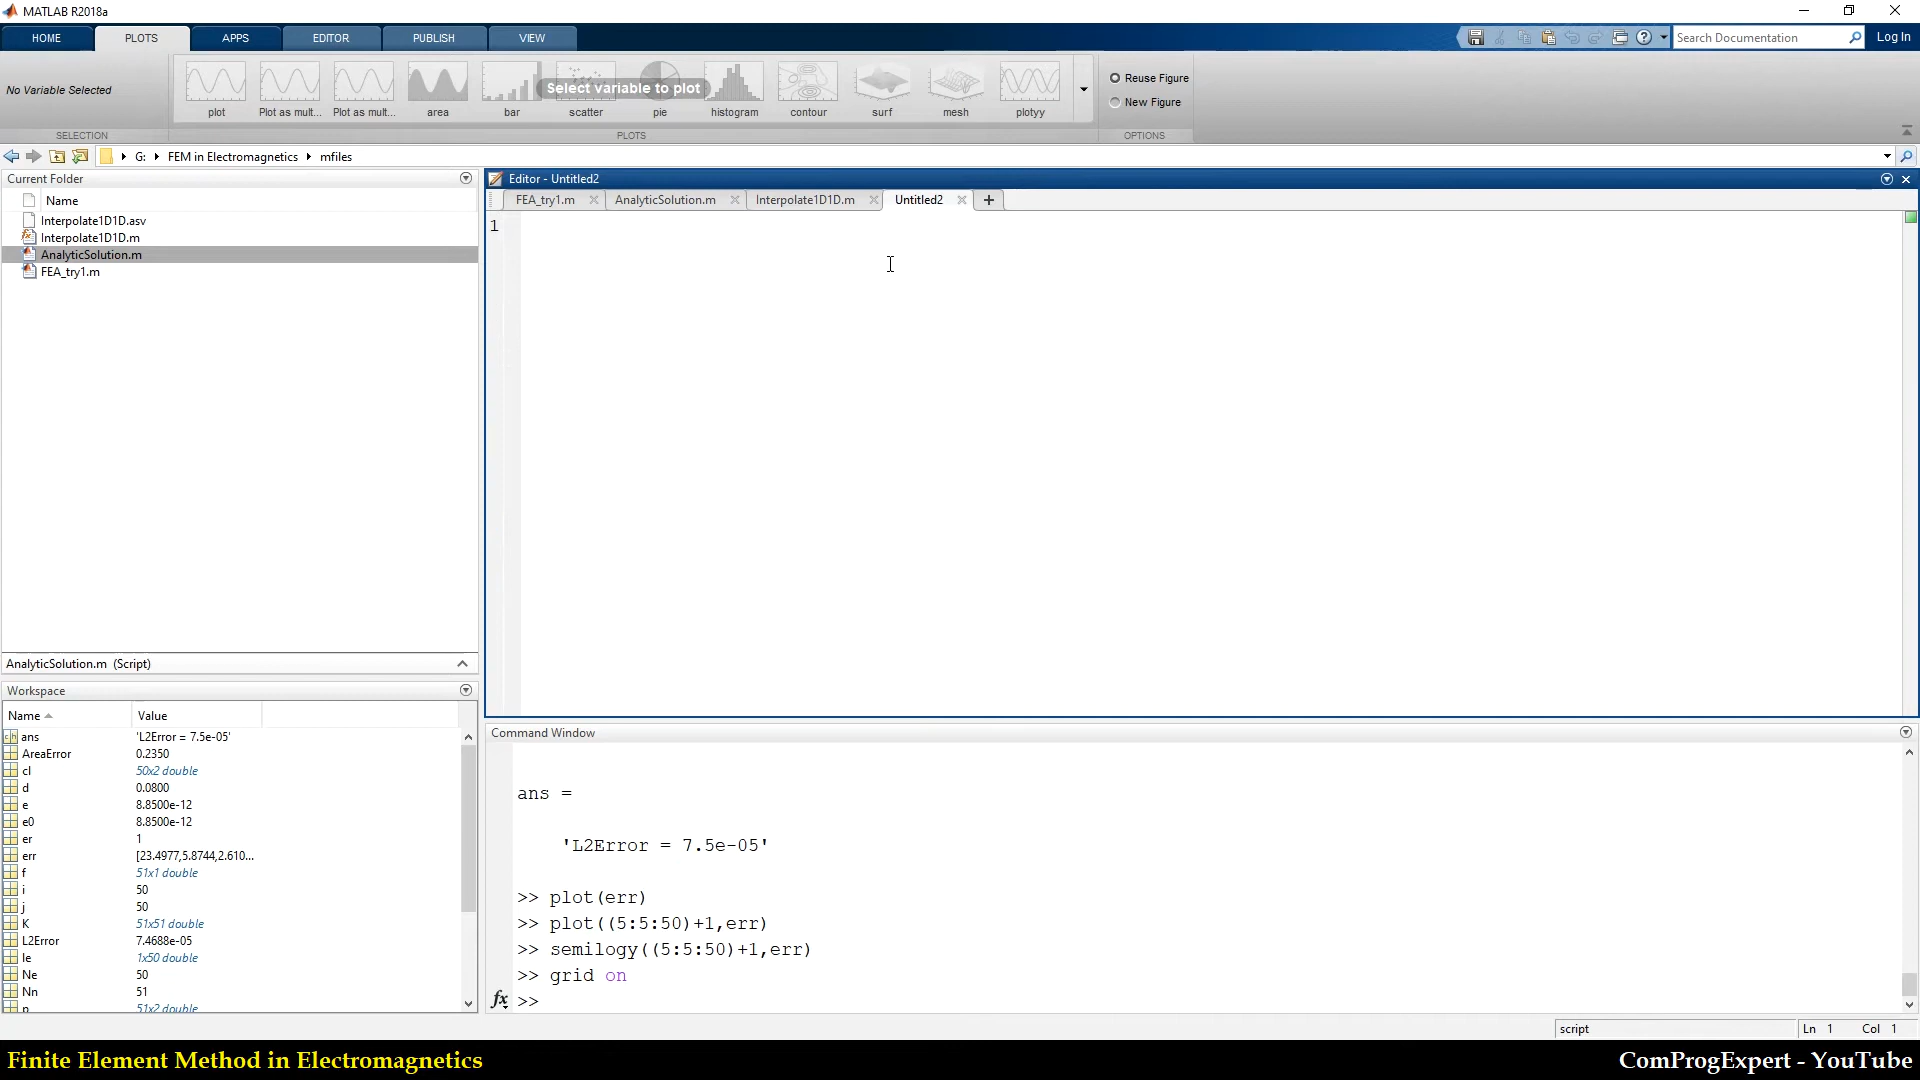 MATLAB R2018a
HOME PLOTS APPS EDITOR PUBLISH VIEW
Search Documentation
Log In
No Variable Selected
Select variable to plot
plot Plot as mult... Plot as mult... area bar scatter pie histogram contour surf mesh plotyy
Reuse Figure
New Figure
SELECTION PLOTS OPTIONS
G: FEM in Electromagnetics mfiles
Current Folder
Name
Interpolate1D1D.asv
Interpolate1D1D.m
AnalyticSolution.m
FEA_try1.m
AnalyticSolution.m (Script)
Workspace
Name Value
ans 'L2Error = 7.5e-05'
AreaError 0.2350
cl 50x2 double
d 0.0800
e 8.8500e-12
e0 8.8500e-12
er 1
err [23.4977,5.8744,2.610...
f 51x1 double
i 50
j 50
K 51x51 double
L2Error 7.4688e-05
le 1x50 double
Ne 50
Nn 51
p 51x2 double
Editor - Untitled2
FEA_try1.m AnalyticSolution.m Interpolate1D1D.m Untitled2
1
Command Window
ans =
'L2Error = 7.5e-05'
>> plot(err)
>> plot((5:5:50)+1,err)
>> semilogy((5:5:50)+1,err)
>> grid on
fx >>
script Ln 1 Col 1
Finite Element Method in Electromagnetics
ComProgExpert - YouTube